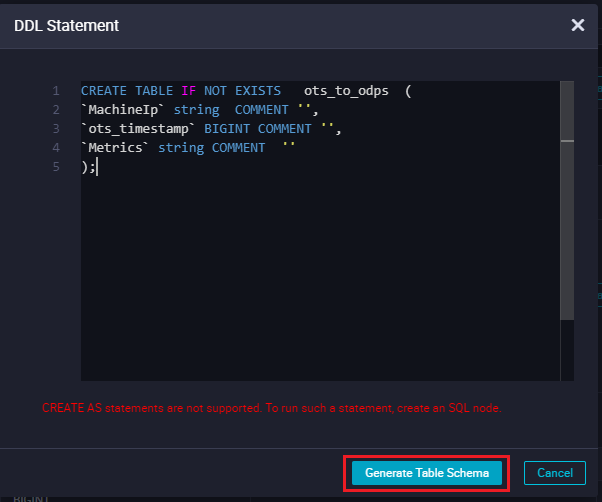 DDL Statement
1 CREATE TABLE IF NOT EXISTS   ots_to_odps  (
2 `MachineIp` string  COMMENT '',
3 `ots_timestamp` BIGINT COMMENT '',
4 `Metrics` string COMMENT  ''
5 );
CREATE AS statements are not supported. To run such a statement, create an SQL node.
Generate Table Schema
Cancel
BIGINT